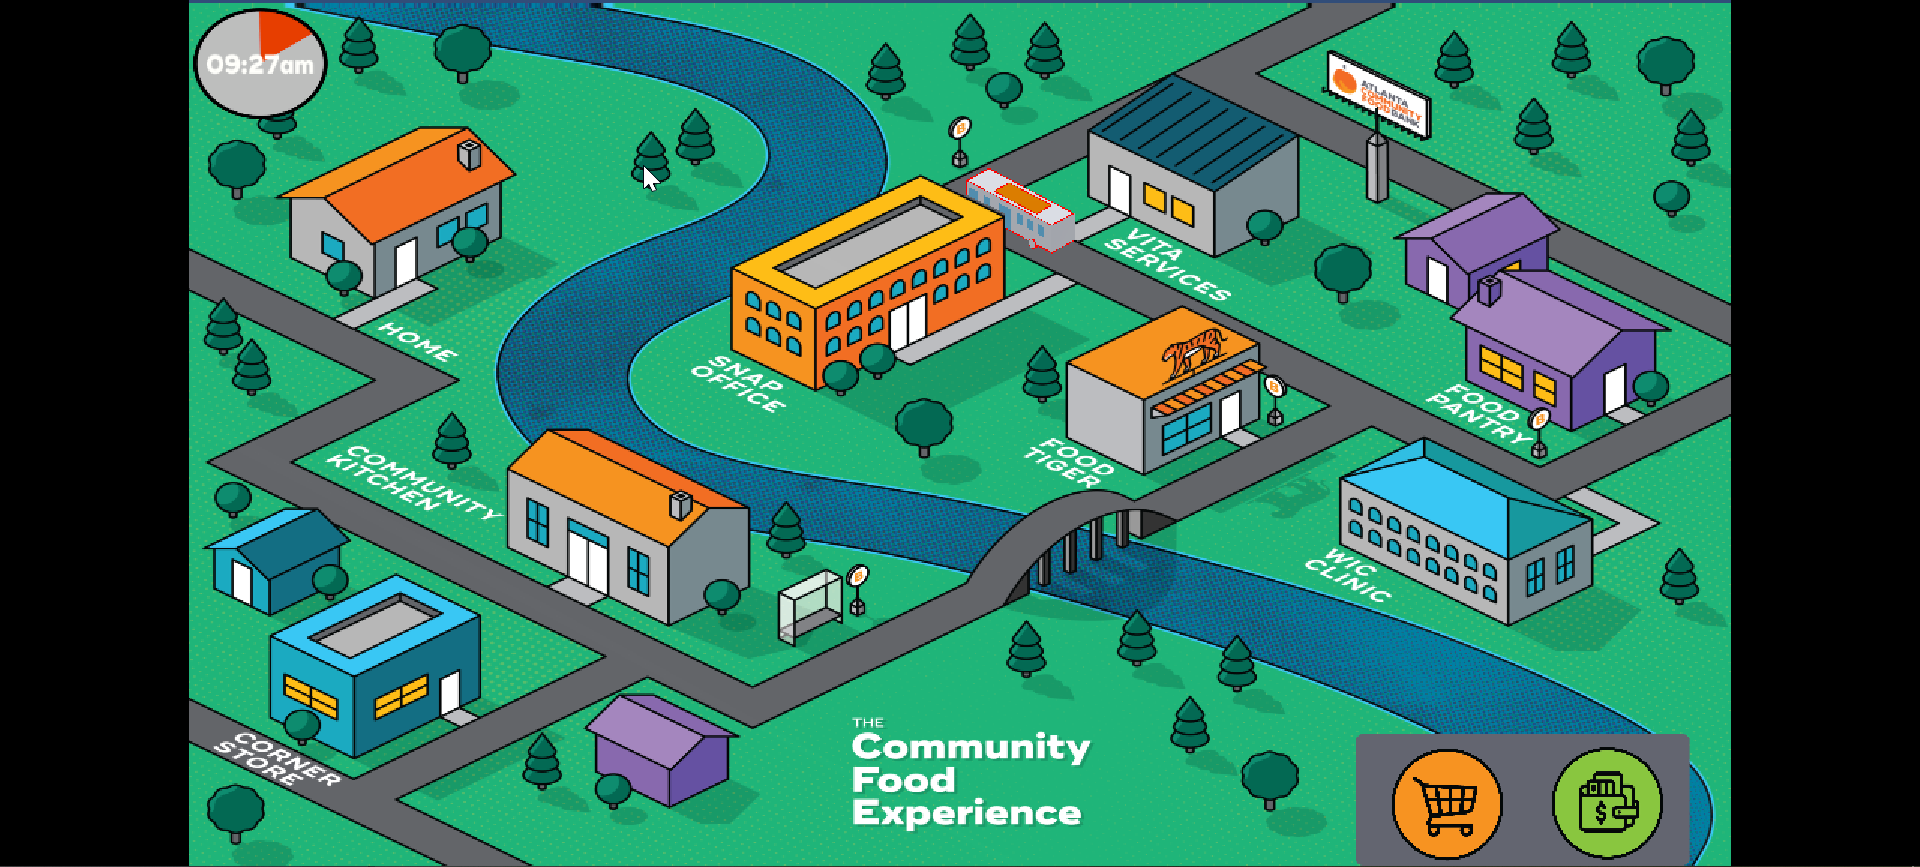 09:27am
ATLANTA
COMMUNITY
FOOD BANK
VITA
SERVICES
HOME
SNAP
OFFICE
FOOD
PANTRY
FOOD
TIGER
COMMUNITY
KITCHEN
WIC
CLINIC
CORNER
STORE
THE
Community
Food
Experience
B
B
B
B
$